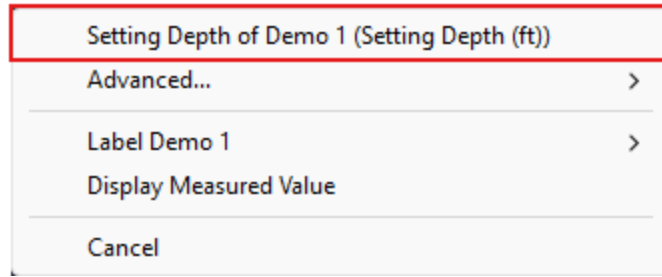 Setting Depth of Demo 1 (Setting Depth (ft))
Advanced...
Label Demo 1
Display Measured Value
Cancel